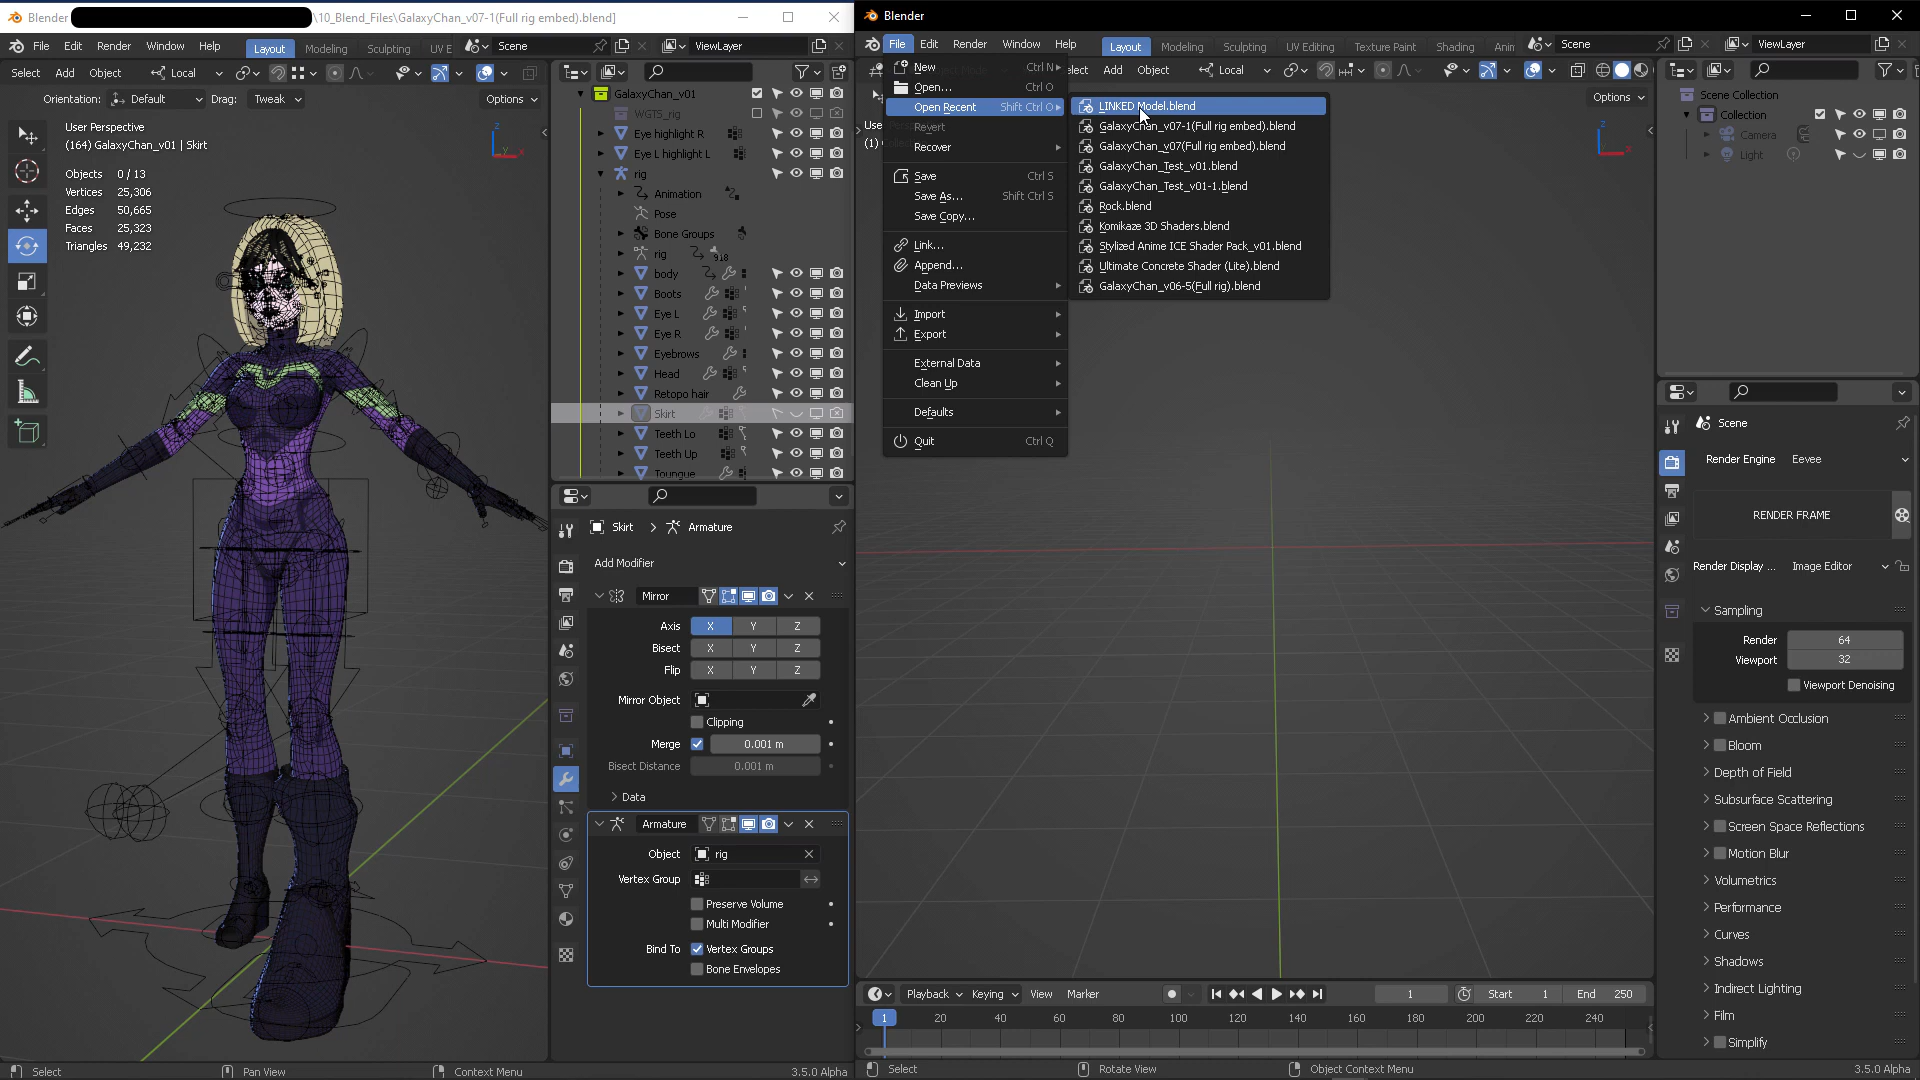 Blender
\10_Blend_Files\GalaxyChan_v07-1(Full rig embed).blend]
File Edit Render Window Help Layout Modeling Sculpting UV E Scene ViewLayer
Select Add Object Local
Orientation: Default Drag: Tweak Options
User Perspective
(164) GalaxyChan_v01 | Skirt
Objects 0 / 13
Vertices 25,306
Edges 50,665
Faces 25,323
Triangles 49,232
Z
Y
X
GalaxyChan_v01
WGTS_rig
Eye highlight R
Eye L highlight L
rig
Animation
Pose
Bone Groups
rig 918
body
Boots
Eye L
Eye R
Eyebrows
Head
Retopo hair
Skirt
Teeth Lo
Teeth Up
Toungue
Skirt > Armature
Add Modifier
Mirror
Axis X Y Z
Bisect X Y Z
Flip X Y Z
Mirror Object
Clipping
Merge 0.001 m
Bisect Distance 0.001 m
Data
Armature
Object rig
Vertex Group
Preserve Volume
Multi Modifier
Bind To Vertex Groups
Bone Envelopes
Select Pan View Context Menu 3.5.0 Alpha
Blender
File Edit Render Window Help Layout Modeling Sculpting UV Editing Texture Paint Shading Anin Scene ViewLayer
elect Add Object Local
Options
Use
(1)
New Ctrl N
Open... Ctrl O
Open Recent Shift Ctrl O
Revert
Recover
Save Ctrl S
Save As... Shift Ctrl S
Save Copy...
Link...
Append...
Data Previews
Import
Export
External Data
Clean Up
Defaults
Quit Ctrl Q
LINKED Model.blend
GalaxyChan_v07-1(Full rig embed).blend
GalaxyChan_v07(Full rig embed).blend
GalaxyChan_Test_v01.blend
GalaxyChan_Test_v01-1.blend
Rock.blend
Komikaze 3D Shaders.blend
Stylized Anime ICE Shader Pack_v01.blend
Ultimate Concrete Shader (Lite).blend
GalaxyChan_v06-5(Full rig).blend
Z
X
Scene Collection
Collection
Camera
Light
Scene
Render Engine Eevee
RENDER FRAME
Render Display ... Image Editor
Sampling
Render 64
Viewport 32
Viewport Denoising
Ambient Occlusion
Bloom
Depth of Field
Subsurface Scattering
Screen Space Reflections
Motion Blur
Volumetrics
Performance
Curves
Shadows
Indirect Lighting
Film
Simplify
Playback Keying View Marker 1 Start 1 End 250
1 20 40 60 80 100 120 140 160 180 200 220 240
Select Rotate View Object Context Menu 3.5.0 Alpha